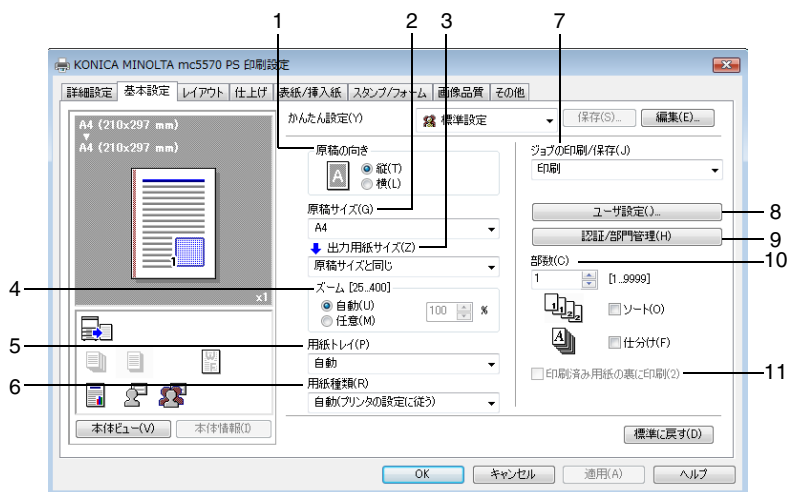 1
2
3
7
KONICA MINOLTA mc5570 PS 印刷設定
詳細設定 基本設定 レイアウト 仕上げ 表紙/挿入紙 スタンプ/フォーム 画像品質 その他
A4 (210x297 mm)
A4 (210x297 mm)
1
x1
本体ビュー(V) 本体情報(I)
かんたん設定(Y) 標準設定 保存(S)... 編集(E)...
原稿の向き
A
縦(T)
横(L)
原稿サイズ(G)
A4
出力用紙サイズ(Z)
原稿サイズと同じ
4
ズーム [25..400]
自動(U)
任意(M)
100 %
5
用紙トレイ(P)
自動
6
用紙種類(R)
自動(プリンタの設定に従う)
ジョブの印刷/保存(J)
印刷
ユーザ設定()...
8
認証/部門管理(H)
9
部数(C)
10
1 [1..9999]
1 1 2 2
ソート(O)
A
仕分け(F)
印刷済み用紙の裏に印刷(2)
11
標準に戻す(D)
OK キャンセル 適用(A) ヘルプ